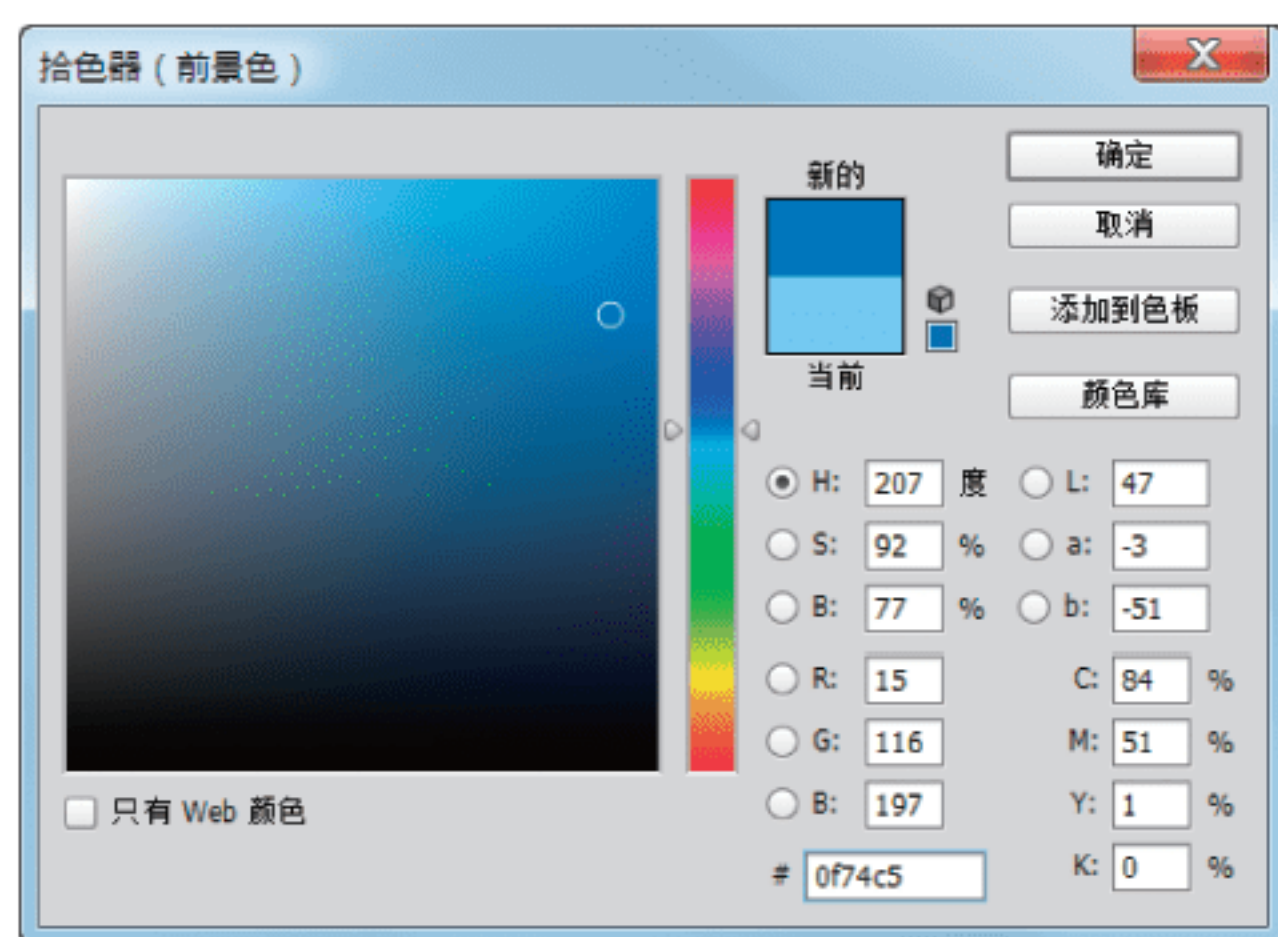 拾色器（前景色）
确定
新的
取消
添加到色板
当前
颜色库
H: 207 度 L: 47
S: 92 % a: -3
B: 77 % b: -51
R: 15 C: 84 %
G: 116 M: 51 %
只有 Web 颜色 B: 197 Y: 1 %
# 0f74c5 K: 0 %